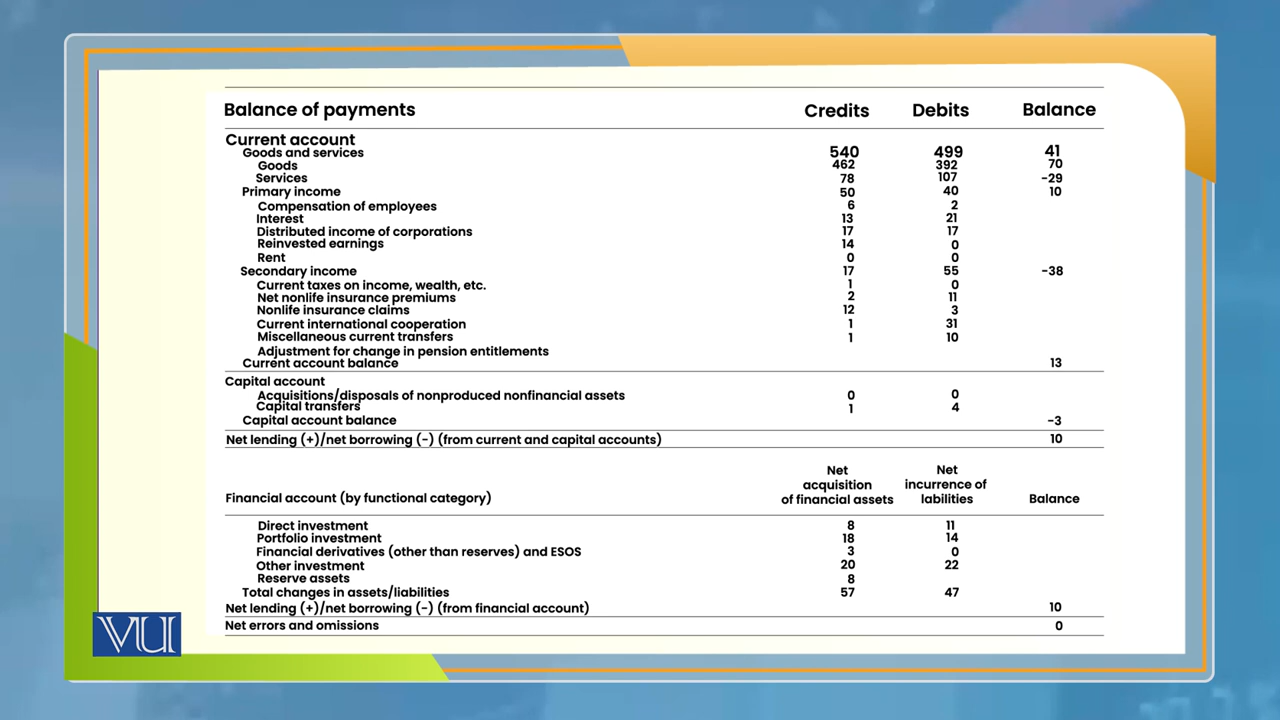 Balance of payments Credits Debits Balance
Current account
Goods and services 540 499 41
Goods 462 392 70
Services 78 107 -29
Primary income 50 40 10
Compensation of employees 6 2
Interest 13 21
Distributed income of corporations 17 17
Reinvested earnings 14 0
Rent 0 0
Secondary income 17 55 -38
Current taxes on income, wealth, etc. 1 0
Net nonlife insurance premiums 2 11
Nonlife insurance claims 12 3
Current international cooperation 1 31
Miscellaneous current transfers 1 10
Adjustment for change in pension entitlements
Current account balance 13
Capital account
Acquisitions/disposals of nonproduced nonfinancial assets 0 0
Capital transfers 1 4
Capital account balance -3
Net lending (+)/net borrowing (-) (from current and capital accounts) 10
Net Net
acquisition incurrence of
Financial account (by functional category) of financial assets labilities Balance
Direct investment 8 11
Portfolio investment 18 14
Financial derivatives (other than reserves) and ESOS 3 0
Other investment 20 22
Reserve assets 8
Total changes in assets/liabilities 57 47
Net lending (+)/net borrowing (-) (from financial account) 10
Net errors and omissions 0
VU